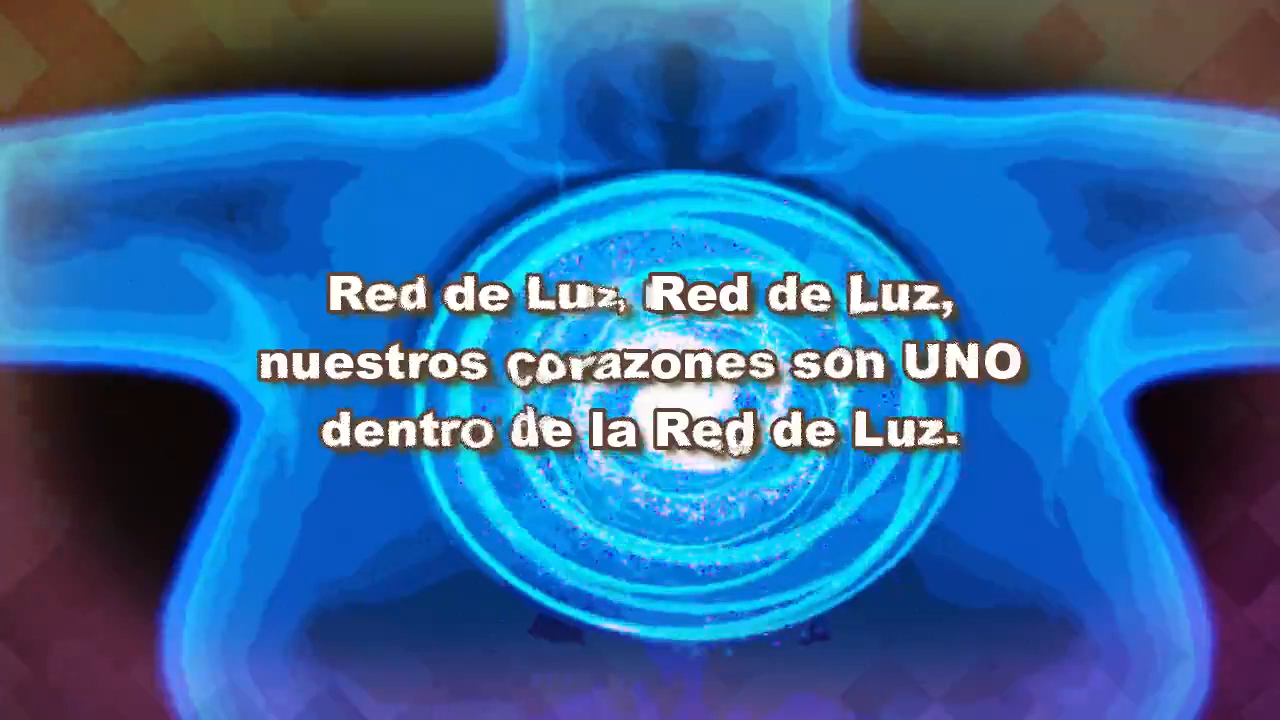 Red de Luz, Red de Luz,
nuestros corazones son UNO
dentro de la Red de Luz.